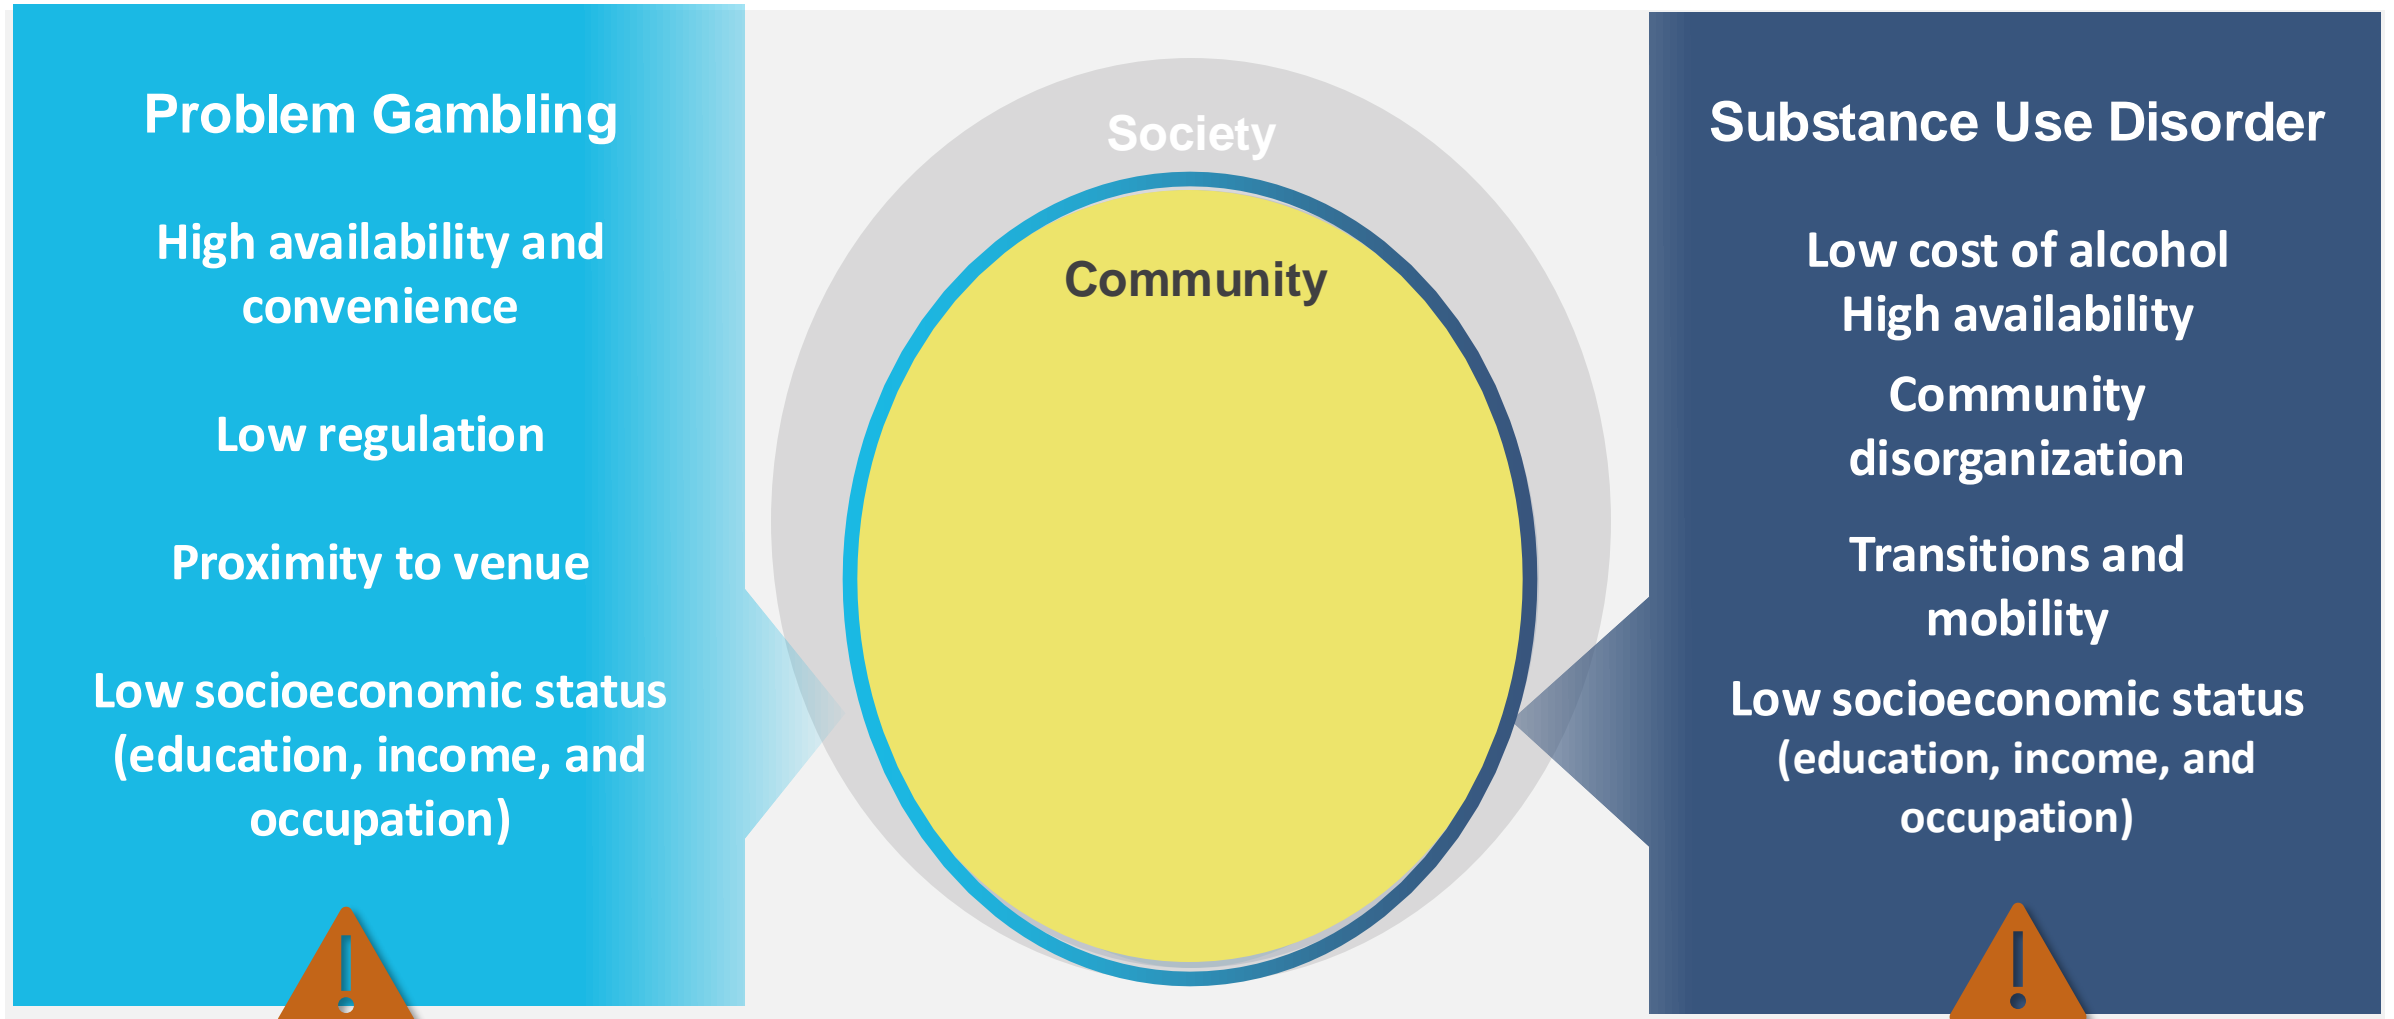 Problem Gambling
High availability and
convenience
Low regulation
Proximity to venue
Low socioeconomic status
(education, income, and
occupation)
Society
Community
Substance Use Disorder
Low cost of alcohol
High availability
Community
disorganization
Transitions and
mobility
Low socioeconomic status
(education, income, and
occupation)